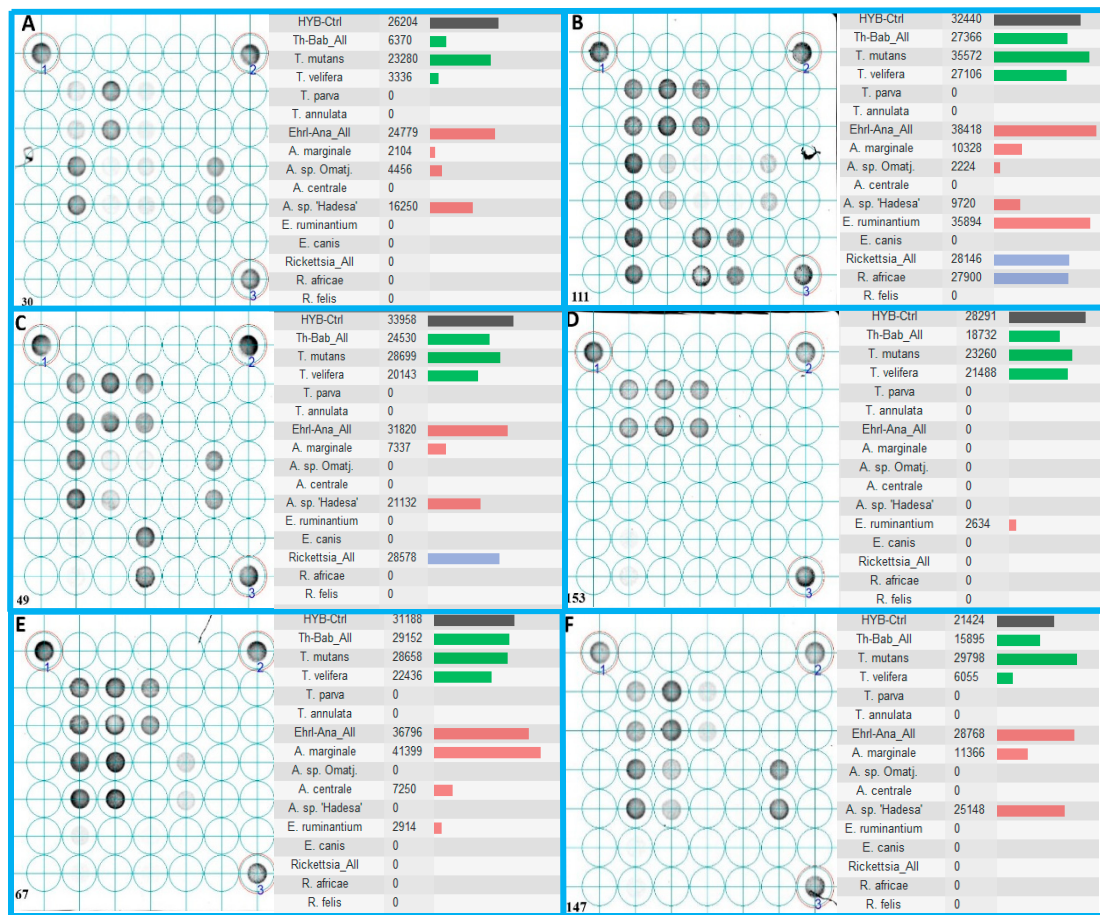 A
1
2
3
30
HYB-Ctrl 26204
Th-Bab_All 6370
T. mutans 23280
T. velifera 3336
T. parva 0
T. annulata 0
Ehrl-Ana_All 24779
A. marginale 2104
A. sp. Omatj. 4456
A. centrale 0
A. sp. 'Hadesa' 16250
E. ruminantium 0
E. canis 0
Rickettsia_All 0
R. africae 0
R. felis 0
B
1
2
3
111
HYB-Ctrl 32440
Th-Bab_All 27366
T. mutans 35572
T. velifera 27106
T. parva 0
T. annulata 0
Ehrl-Ana_All 38418
A. marginale 10328
A. sp. Omatj. 2224
A. centrale 0
A. sp. 'Hadesa' 9720
E. ruminantium 35894
E. canis 0
Rickettsia_All 28146
R. africae 27900
R. felis 0
C
1
2
3
49
HYB-Ctrl 33958
Th-Bab_All 24530
T. mutans 28699
T. velifera 20143
T. parva 0
T. annulata 0
Ehrl-Ana_All 31820
A. marginale 7337
A. sp. Omatj. 0
A. centrale 0
A. sp. 'Hadesa' 21132
E. ruminantium 0
E. canis 0
Rickettsia_All 28578
R. africae 0
R. felis 0
D
1
2
3
153
HYB-Ctrl 28291
Th-Bab_All 18732
T. mutans 23260
T. velifera 21488
T. parva 0
T. annulata 0
Ehrl-Ana_All 0
A. marginale 0
A. sp. Omatj. 0
A. centrale 0
A. sp. 'Hadesa' 0
E. ruminantium 2634
E. canis 0
Rickettsia_All 0
R. africae 0
R. felis 0
E
1
2
3
67
HYB-Ctrl 31188
Th-Bab_All 29152
T. mutans 28658
T. velifera 22436
T. parva 0
T. annulata 0
Ehrl-Ana_All 36796
A. marginale 41399
A. sp. Omatj. 0
A. centrale 7250
A. sp. 'Hadesa' 0
E. ruminantium 2914
E. canis 0
Rickettsia_All 0
R. africae 0
R. felis 0
F
1
2
3
147
HYB-Ctrl 21424
Th-Bab_All 15895
T. mutans 29798
T. velifera 6055
T. parva 0
T. annulata 0
Ehrl-Ana_All 28768
A. marginale 11366
A. sp. Omatj. 0
A. centrale 0
A. sp. 'Hadesa' 25148
E. ruminantium 0
E. canis 0
Rickettsia_All 0
R. africae 0
R. felis 0